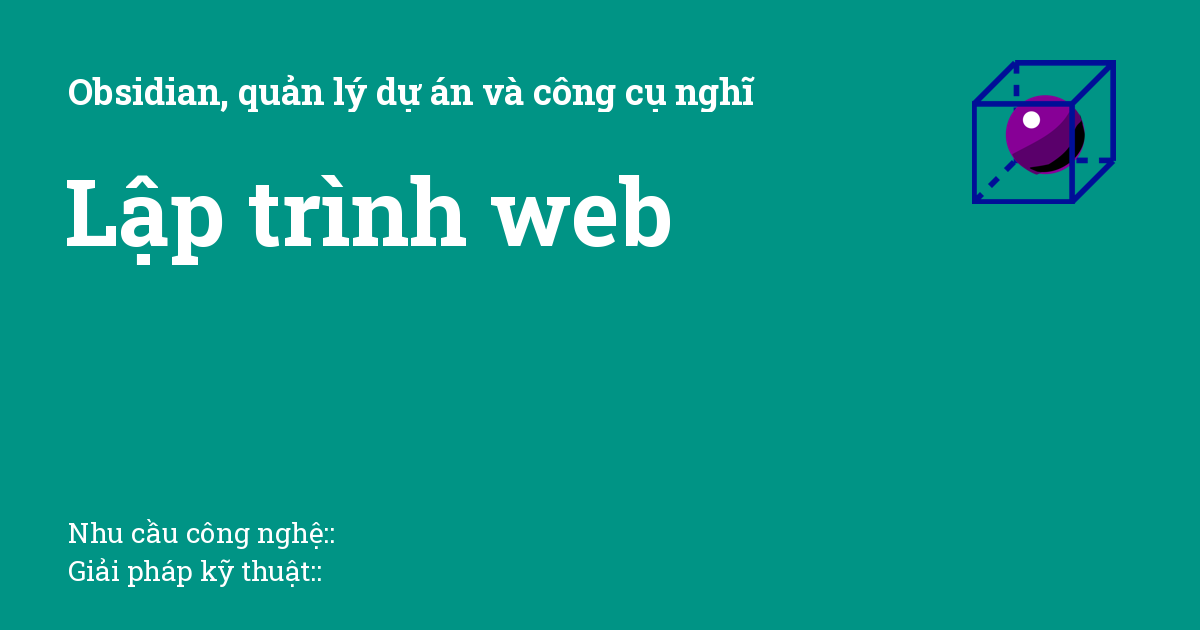 Obsidian, quản lý dự án và công cụ nghĩ
Lập trình web
Nhu cầu công nghệ::
Giải pháp kỹ thuật::